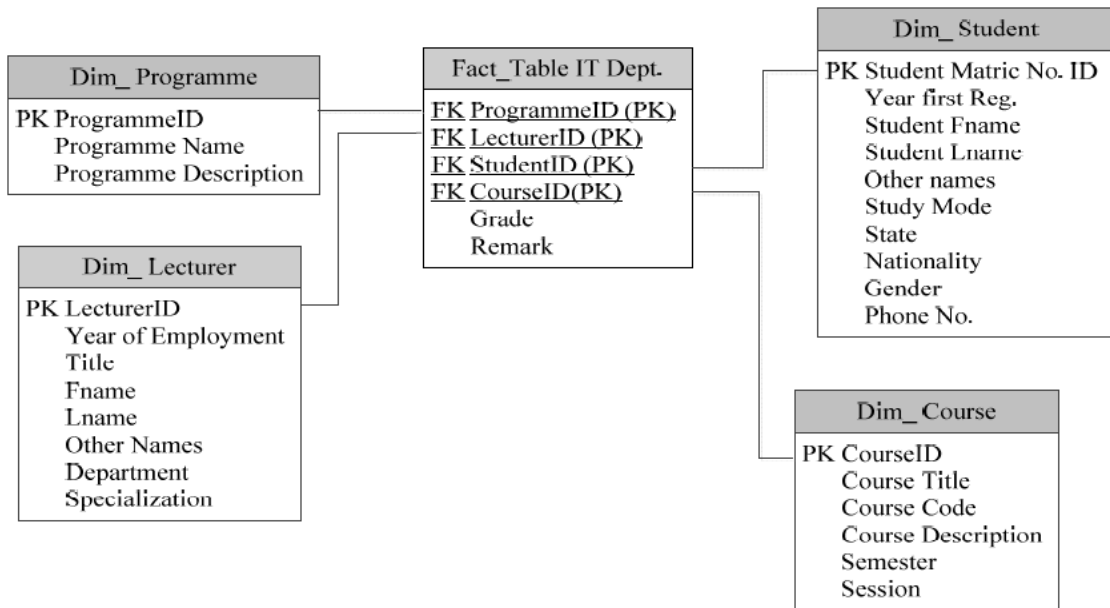 Dim_ Programme
PK ProgrammeID
Programme Name
Programme Description
Dim_ Lecturer
PK LecturerID
Year of Employment
Title
Fname
Lname
Other Names
Department
Specialization
Fact_Table IT Dept.
FK ProgrammeID (PK)
FK LecturerID (PK)
FK StudentID (PK)
FK CourseID(PK)
Grade
Remark
Dim_ Student
PK Student Matric No. ID
Year first Reg.
Student Fname
Student Lname
Other names
Study Mode
State
Nationality
Gender
Phone No.
Dim_ Course
PK CourseID
Course Title
Course Code
Course Description
Semester
Session